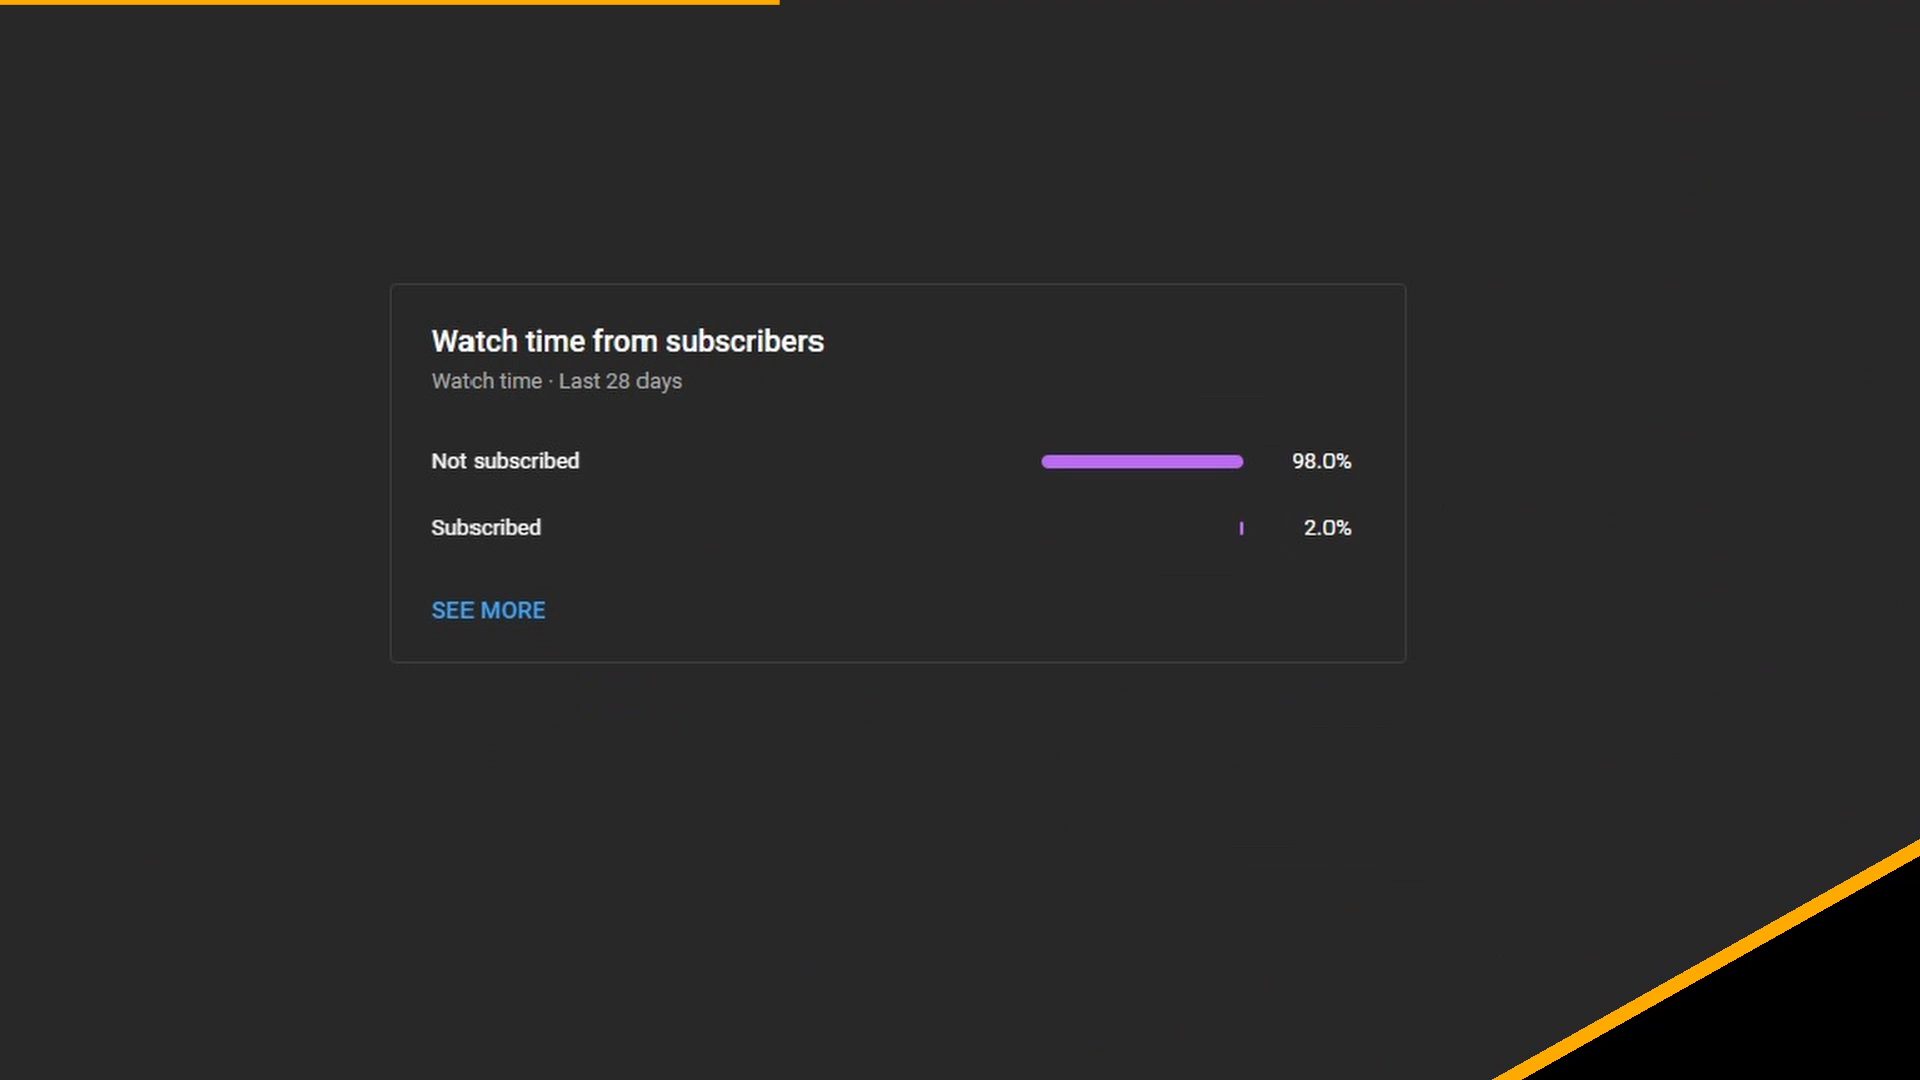 Watch time from subscribers
Watch time · Last 28 days
Not subscribed 98.0%
Subscribed 2.0%
SEE MORE